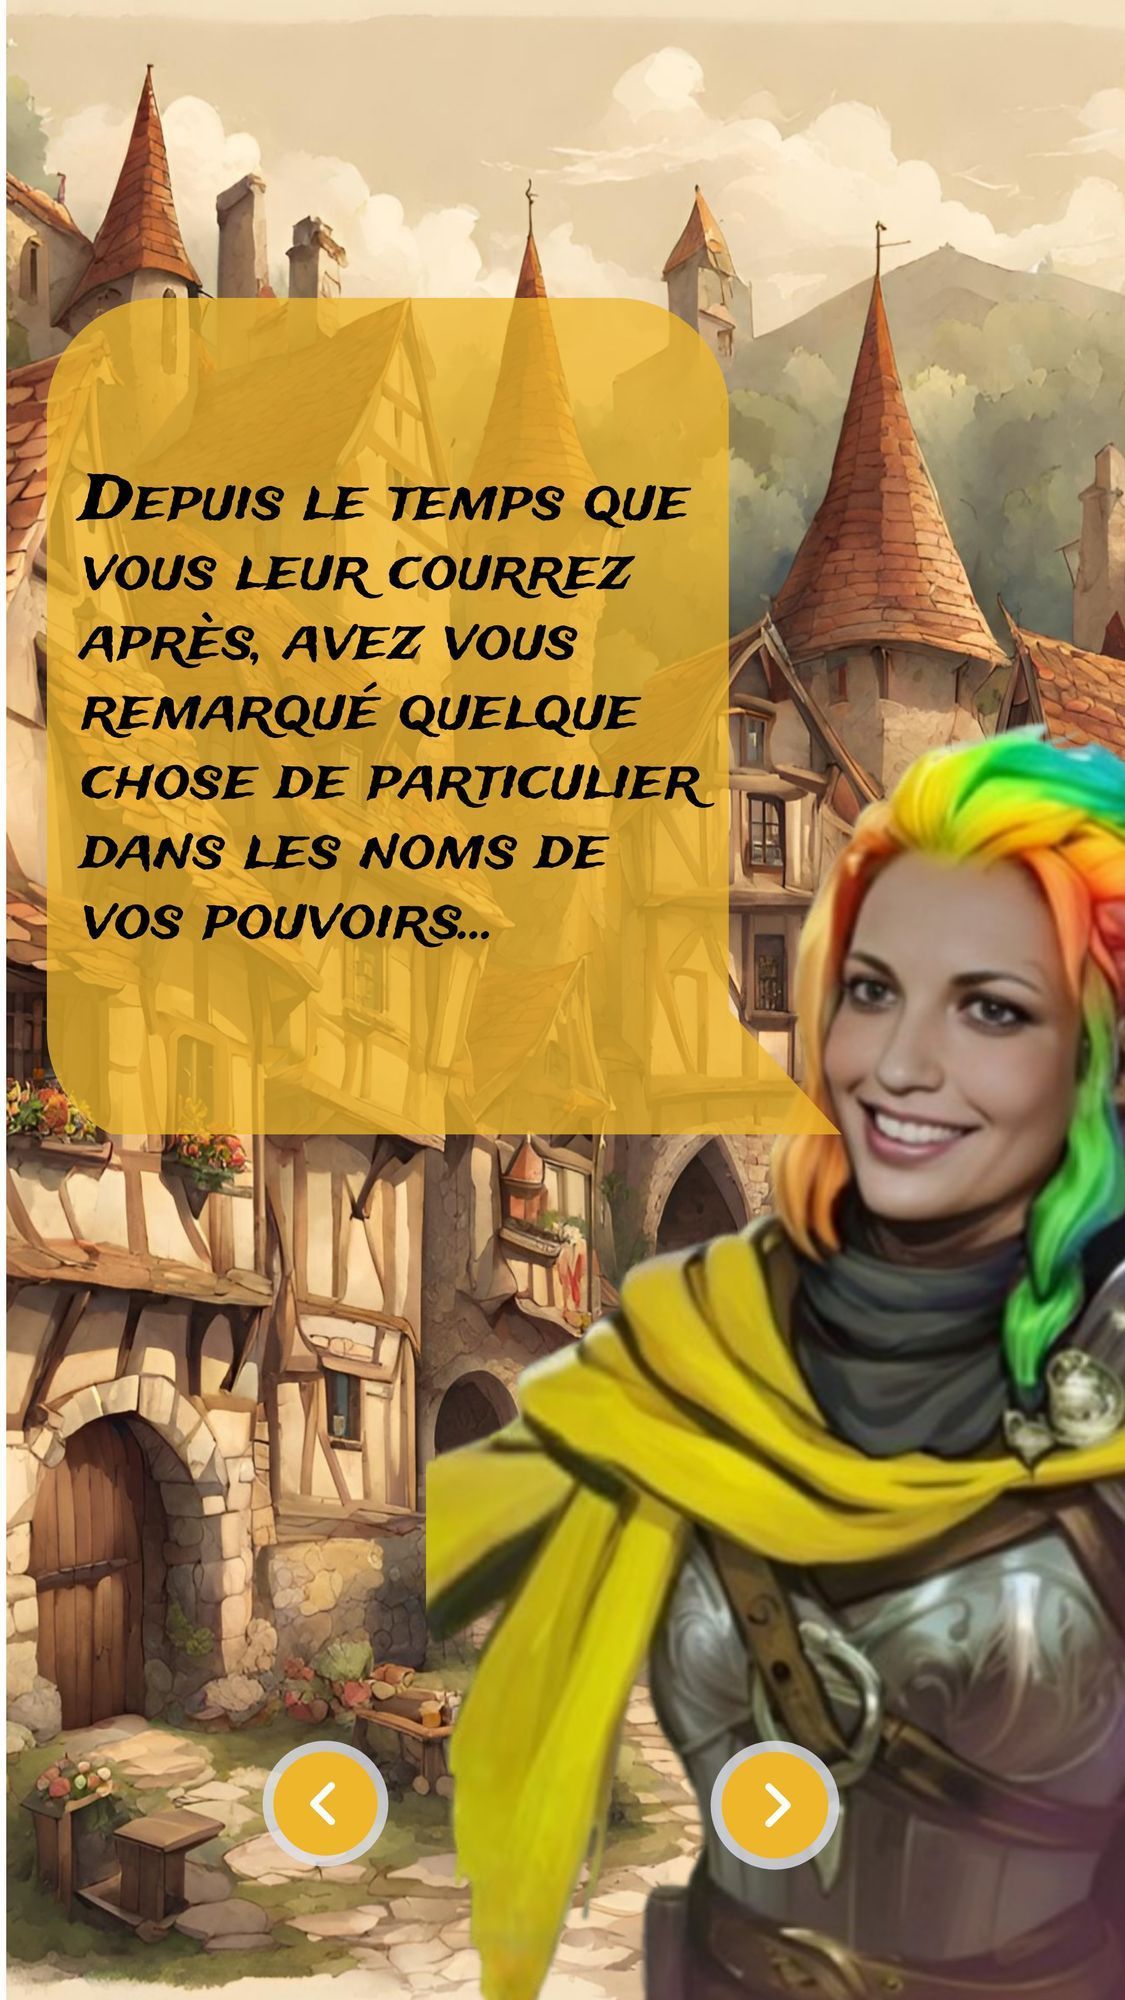 Depuis le temps que
vous leur courrez
après, avez vous
remarqué quelque
chose de particulier
dans les noms de
vos pouvoirs...